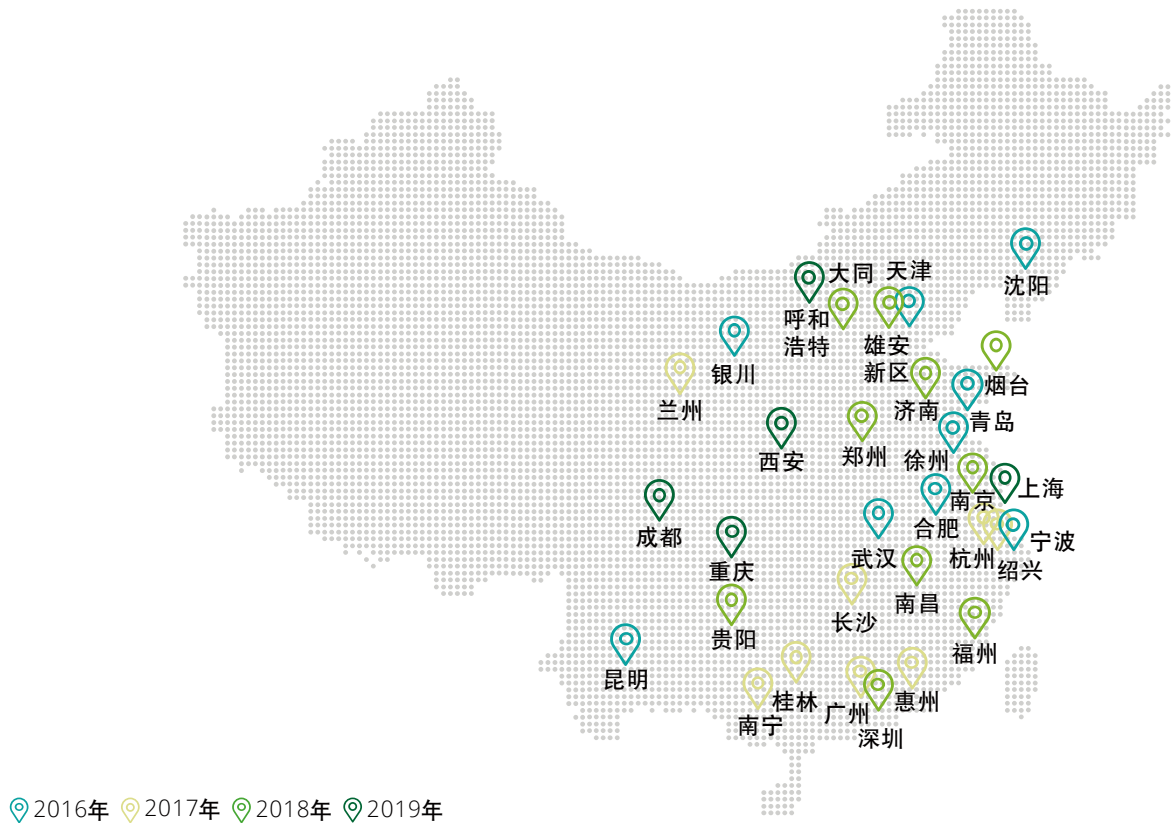 沈阳
大同
天津
呼和
浩特
雄安
新区
银川
兰州
烟台
济南
青岛
西安
郑州
徐州
南京
上海
成都
合肥
宁波
重庆
武汉
杭州
绍兴
南昌
长沙
贵阳
福州
昆明
桂林
惠州
南宁
广州
深圳
2016年
2017年
2018年
2019年